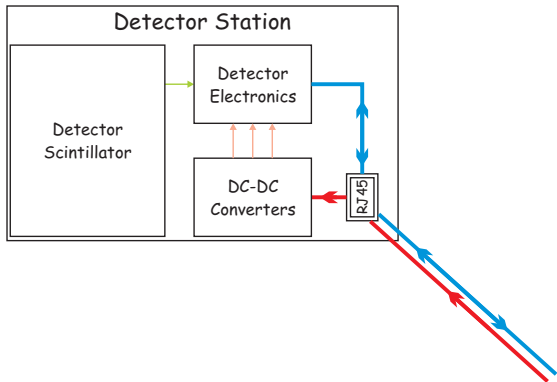 Detector Station
Detector
Scintillator
Detector
Electronics
DC-DC
Converters
RJ45